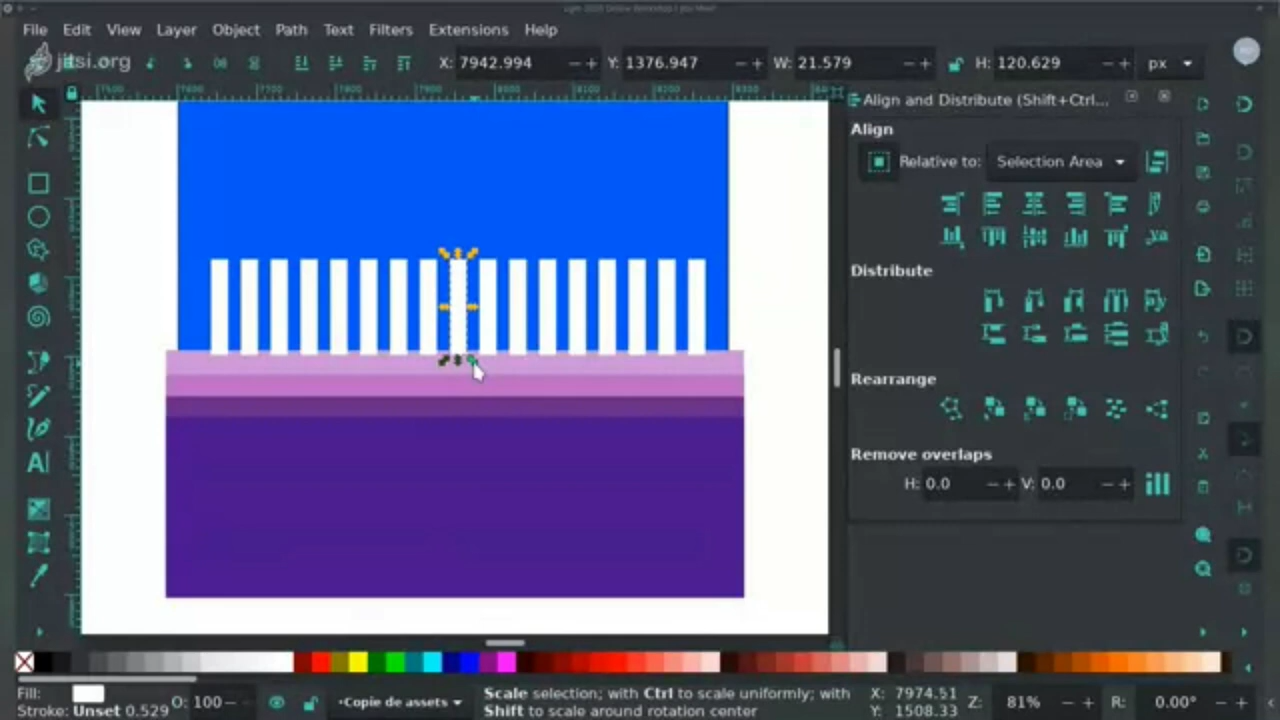 File Edit View Layer Object Path Text Filters Extensions Help
jitsi.org
X: 7942.994 − + Y: 1376.947 − + W: 21.579 − + H: 120.629 − + px
Align and Distribute (Shift+Ctrl...
Align
Relative to: Selection Area
Distribute
Rearrange
Remove overlaps
H: 0.0 − + V: 0.0 − +
Fill:
Stroke: Unset 0.529
O: 100 −
•Copie de assets
Scale selection; with Ctrl to scale uniformly; with
Shift to scale around rotation center
X: 7974.51
Y: 1508.33
Z: 81% − +
R: 0.00° − +